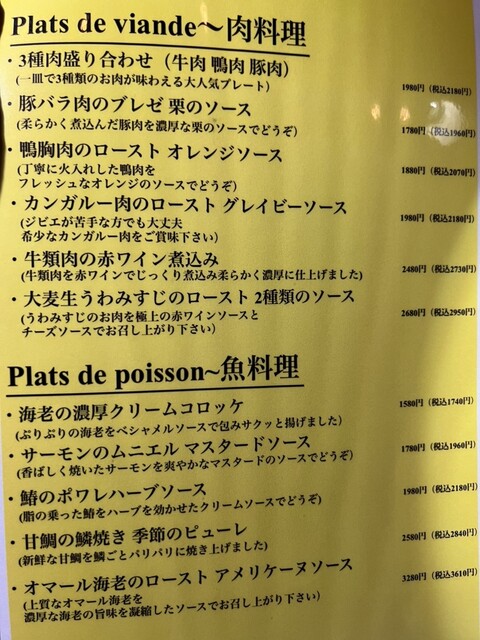 Plats de viande～肉料理
・3種肉盛り合わせ（牛肉 鴨肉 豚肉）
(一皿で3種類のお肉が味わえる大人気プレート)
1980円（税込2180円）
・豚バラ肉のブレゼ 栗のソース
(柔らかく煮込んだ豚肉を濃厚な栗のソースでどうぞ)
1780円（税込1960円）
・鴨胸肉のロースト オレンジソース
(丁寧に火入れした鴨肉を
フレッシュなオレンジのソースでどうぞ)
1880円（税込2070円）
・カンガルー肉のロースト グレイビーソース
(ジビエが苦手な方でも大丈夫
希少なカンガルー肉をご賞味下さい)
1980円（税込2180円）
・牛類肉の赤ワイン煮込み
(牛類肉を赤ワインでじっくり煮込み柔らかく濃厚に仕上げました)
2480円（税込2730円）
・大麦生うわみすじのロースト 2種類のソース
(うわみすじのお肉を極上の赤ワインソースと
チーズソースでお召し上がり下さい)
2680円（税込2950円）
Plats de poisson~魚料理
・海老の濃厚クリームコロッケ
(ぷりぷりの海老をベシャメルソースで包みサクッと揚げました)
1580円（税込1740円）
・サーモンのムニエル マスタードソース
(香ばしく焼いたサーモンを爽やかなマスタードのソースでどうぞ)
1780円（税込1960円）
・鰆のポワレハーブソース
(脂の乗った鰆をハーブを効かせたクリームソースでどうぞ)
1980円（税込2180円）
・甘鯛の鱗焼き 季節のピューレ
(新鮮な甘鯛を鱗ごとパリパリに焼き上げました)
2580円（税込2840円）
・オマール海老のロースト アメリケーヌソース
(上質なオマール海老を
濃厚な海老の旨味を凝縮したソースでお召し上がり下さい)
3280円（税込3610円）